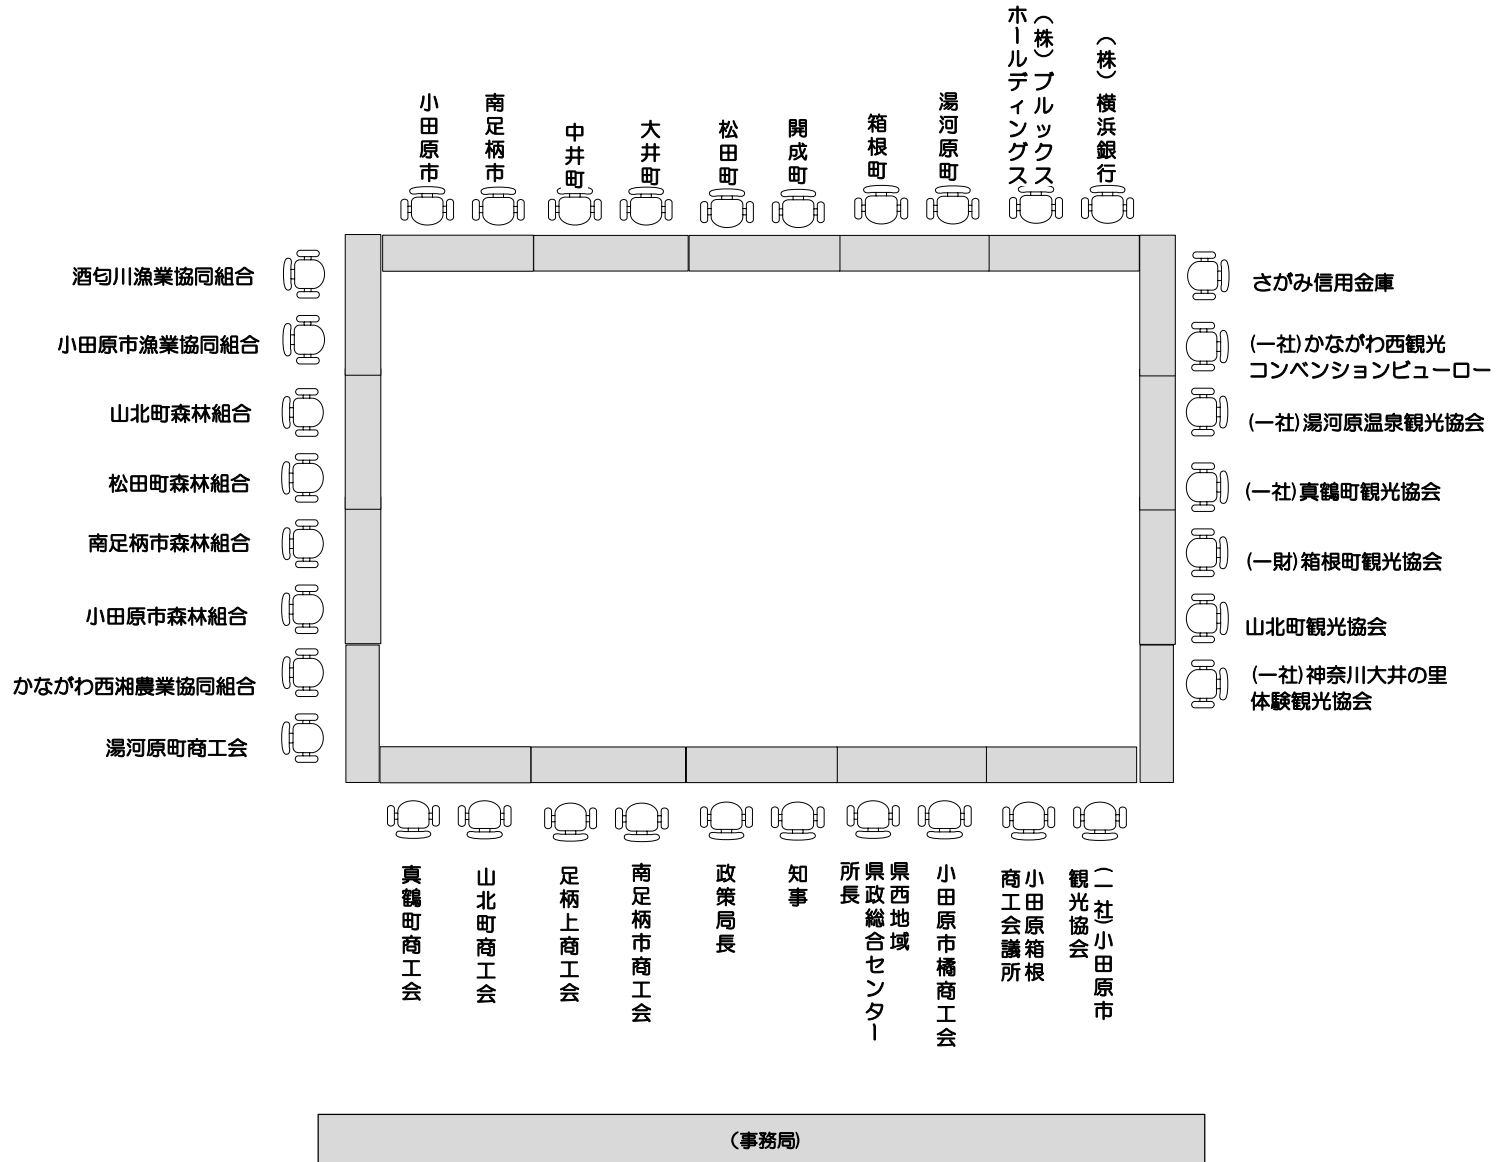 小田原市
南足柄市
中井町
大井町
松田町
開成町
箱根町
湯河原町
（株）ブルックス
ホールディングス
（株）横浜銀行
酒匂川漁業協同組合
小田原市漁業協同組合
山北町森林組合
松田町森林組合
南足柄市森林組合
小田原市森林組合
かながわ西湘農業協同組合
湯河原町商工会
さがみ信用金庫
(一社)かながわ西観光
コンベンションビューロー
(一社)湯河原温泉観光協会
(一社)真鶴町観光協会
(一財)箱根町観光協会
山北町観光協会
(一社)神奈川大井の里
体験観光協会
真鶴町商工会
山北町商工会
足柄上商工会
南足柄市商工会
政策局長
知事
県西地域
県政総合センター
所長
小田原市橘商工会
小田原箱根
商工会議所
(一社)小田原市
観光協会
(事務局)